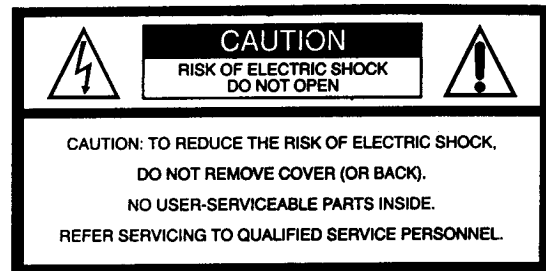 CAUTION
RISK OF ELECTRIC SHOCK
DO NOT OPEN
CAUTION: TO REDUCE THE RISK OF ELECTRIC SHOCK,
DO NOT REMOVE COVER (OR BACK).
NO USER-SERVICEABLE PARTS INSIDE.
REFER SERVICING TO QUALIFIED SERVICE PERSONNEL.